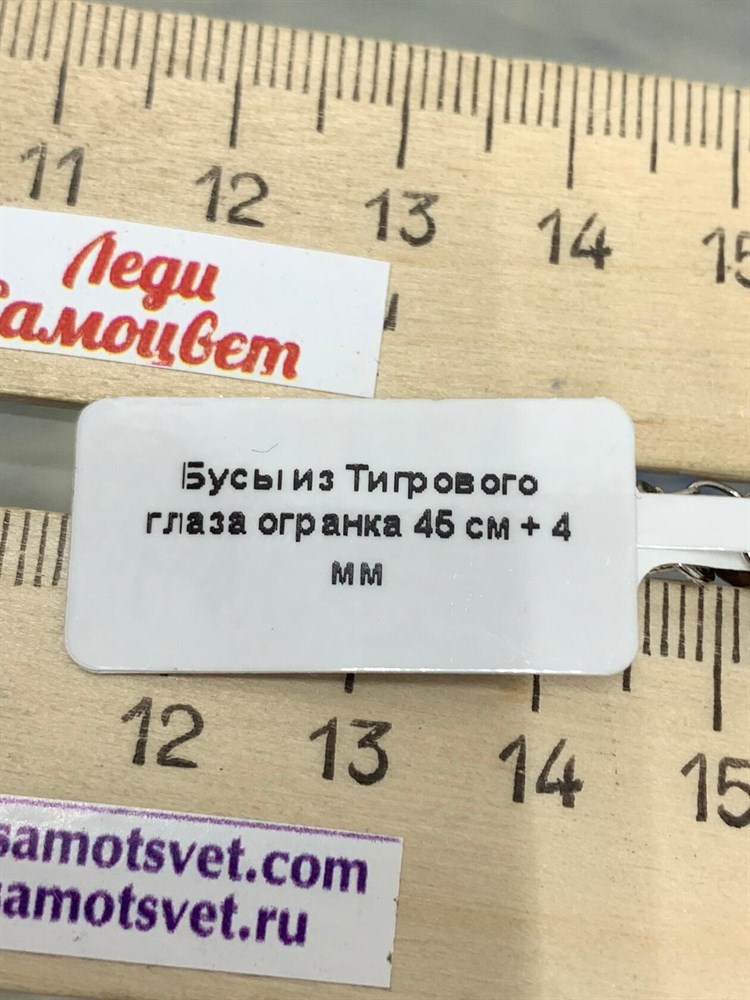 11 12 13 14 15
Леди
Самоцвет
Бусы из Тигрового
глаза огранка 45 см + 4
мм
12 13 14 15
samotsvet.com
samotsvet.ru